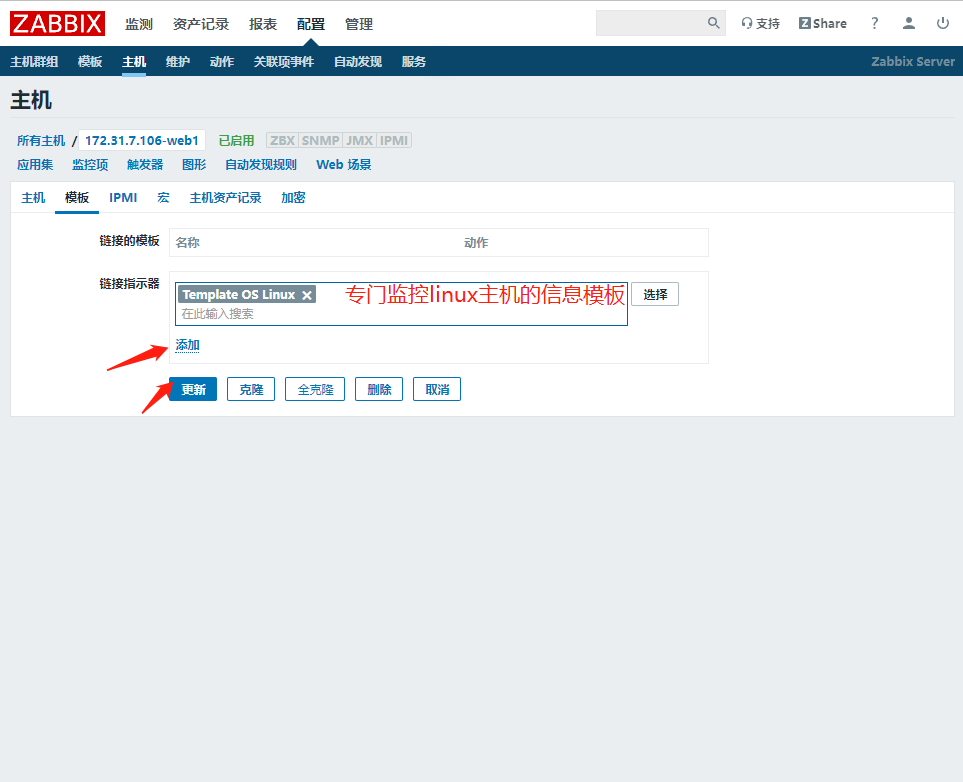 ZABBIX 监测 资产记录 报表 配置 管理 支持 Z Share ?
主机群组 模板 主机 维护 动作 关联项事件 自动发现 服务 Zabbix Server
主机
所有主机 / 172.31.7.106-web1 已启用 ZBX SNMP JMX IPMI
应用集 监控项 触发器 图形 自动发现规则 Web 场景
主机 模板 IPMI 宏 主机资产记录 加密
链接的模板 名称 动作
链接指示器
Template OS Linux 专门监控linux主机的信息模板 选择
在此输入搜索
添加
更新 克隆 全克隆 删除 取消